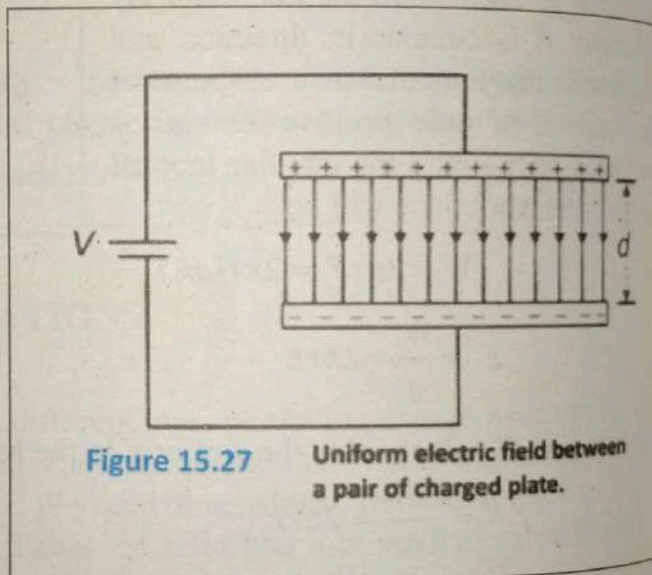 + + + + + + + + + + + +
V
d
- - - - - - - - - - - -
Figure 15.27
Uniform electric field between
a pair of charged plate.